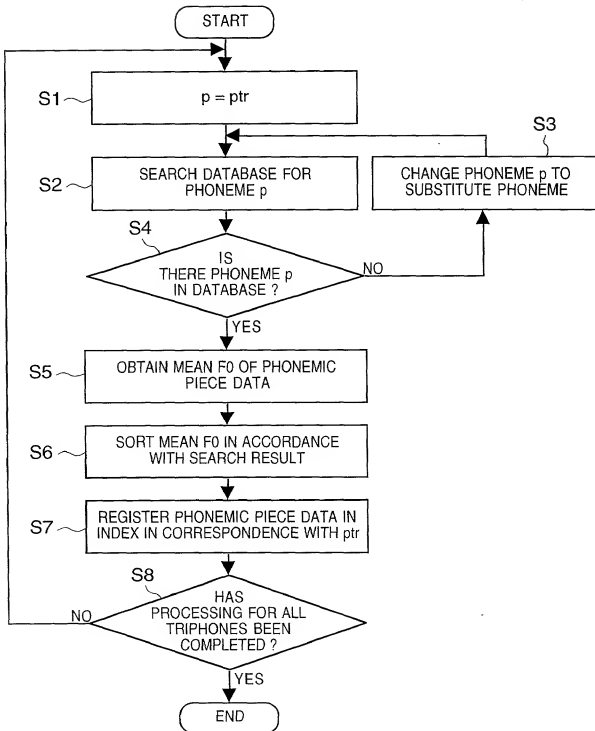 START
S1
p = ptr
S3
S2
SEARCH DATABASE FOR
PHONEME p
CHANGE PHONEME p TO
SUBSTITUTE PHONEME
S4
IS
THERE PHONEME p
IN DATABASE ?
NO
YES
S5
OBTAIN MEAN F0 OF PHONEMIC
PIECE DATA
S6
SORT MEAN F0 IN ACCORDANCE
WITH SEARCH RESULT
S7
REGISTER PHONEMIC PIECE DATA IN
INDEX IN CORRESPONDENCE WITH ptr
S8
HAS
PROCESSING FOR ALL
TRIPHONES BEEN
COMPLETED ?
NO
YES
END